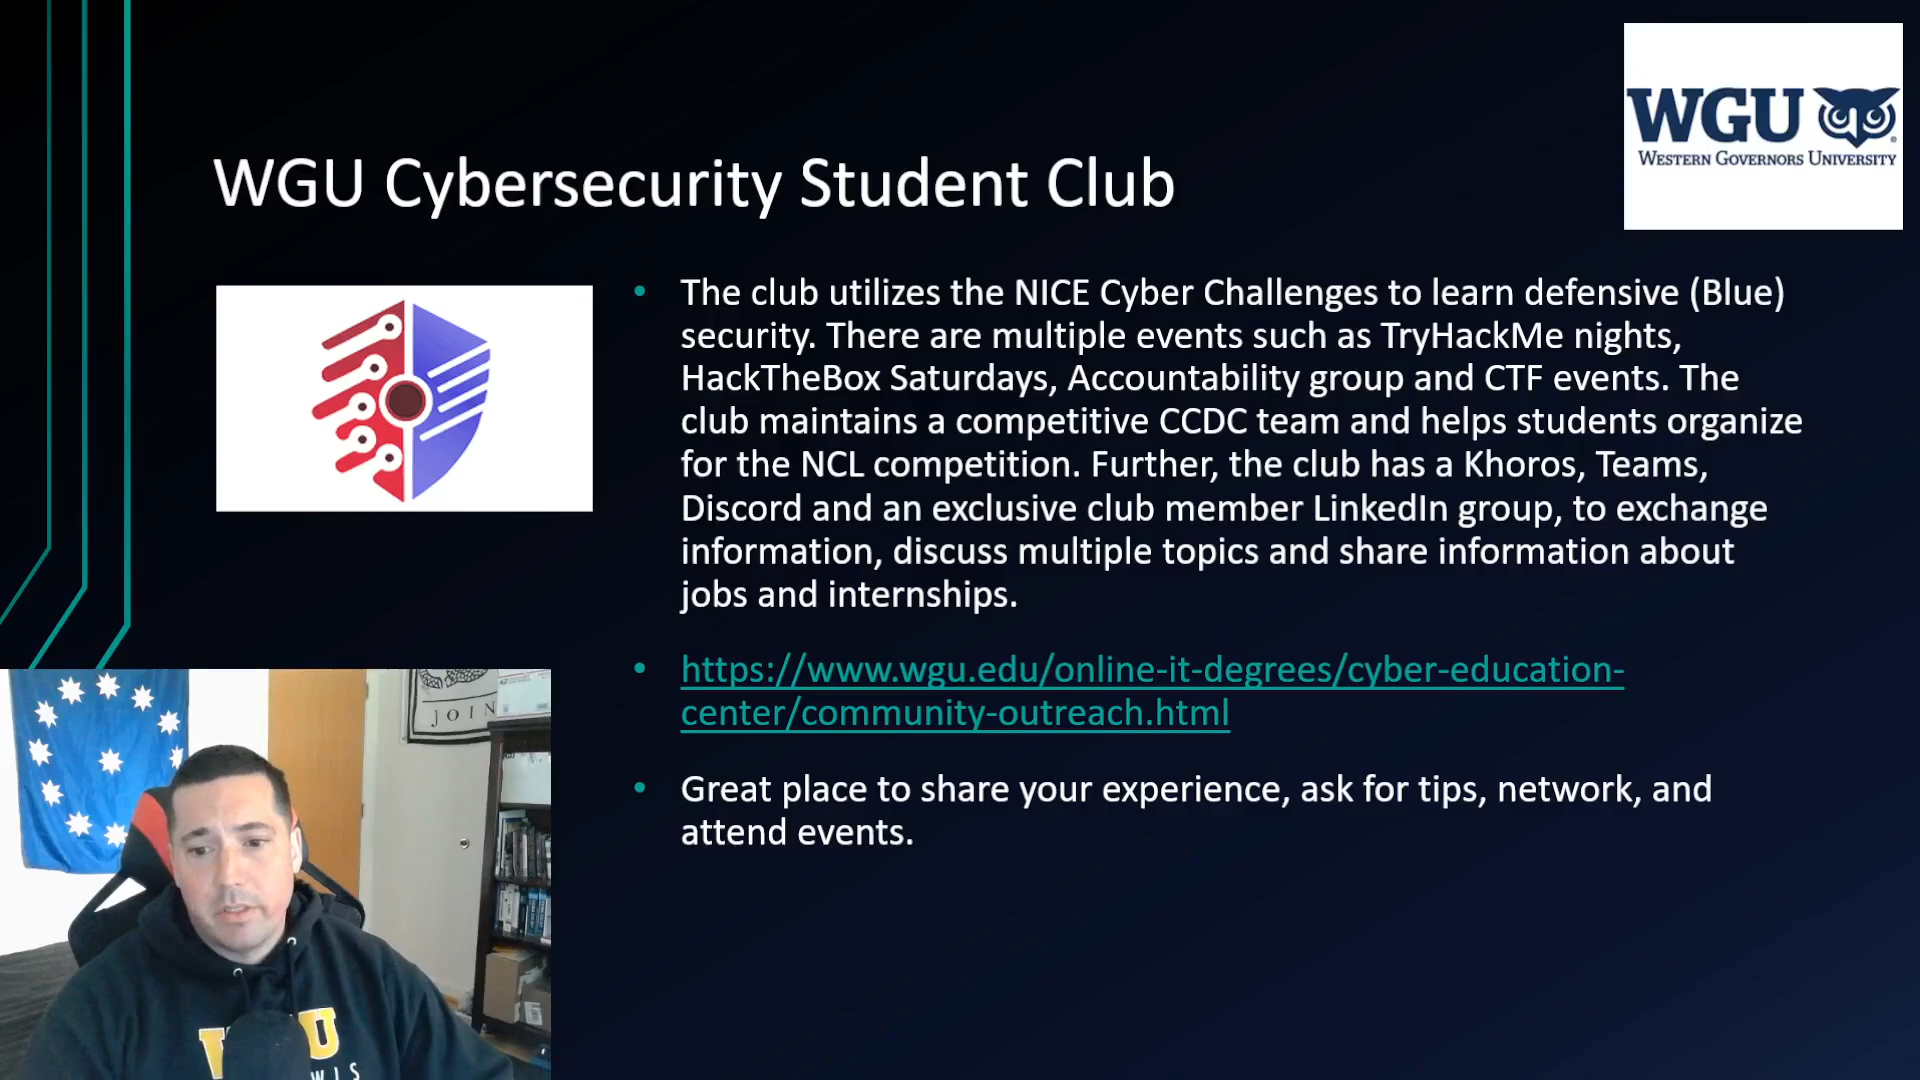 WGU
WESTERN GOVERNORS UNIVERSITY
WGU Cybersecurity Student Club
• The club utilizes the NICE Cyber Challenges to learn defensive (Blue)
security. There are multiple events such as TryHackMe nights,
HackTheBox Saturdays, Accountability group and CTF events. The
club maintains a competitive CCDC team and helps students organize
for the NCL competition. Further, the club has a Khoros, Teams,
Discord and an exclusive club member LinkedIn group, to exchange
information, discuss multiple topics and share information about
jobs and internships.
• https://www.wgu.edu/online-it-degrees/cyber-education-
center/community-outreach.html
• Great place to share your experience, ask for tips, network, and
attend events.
JOIN